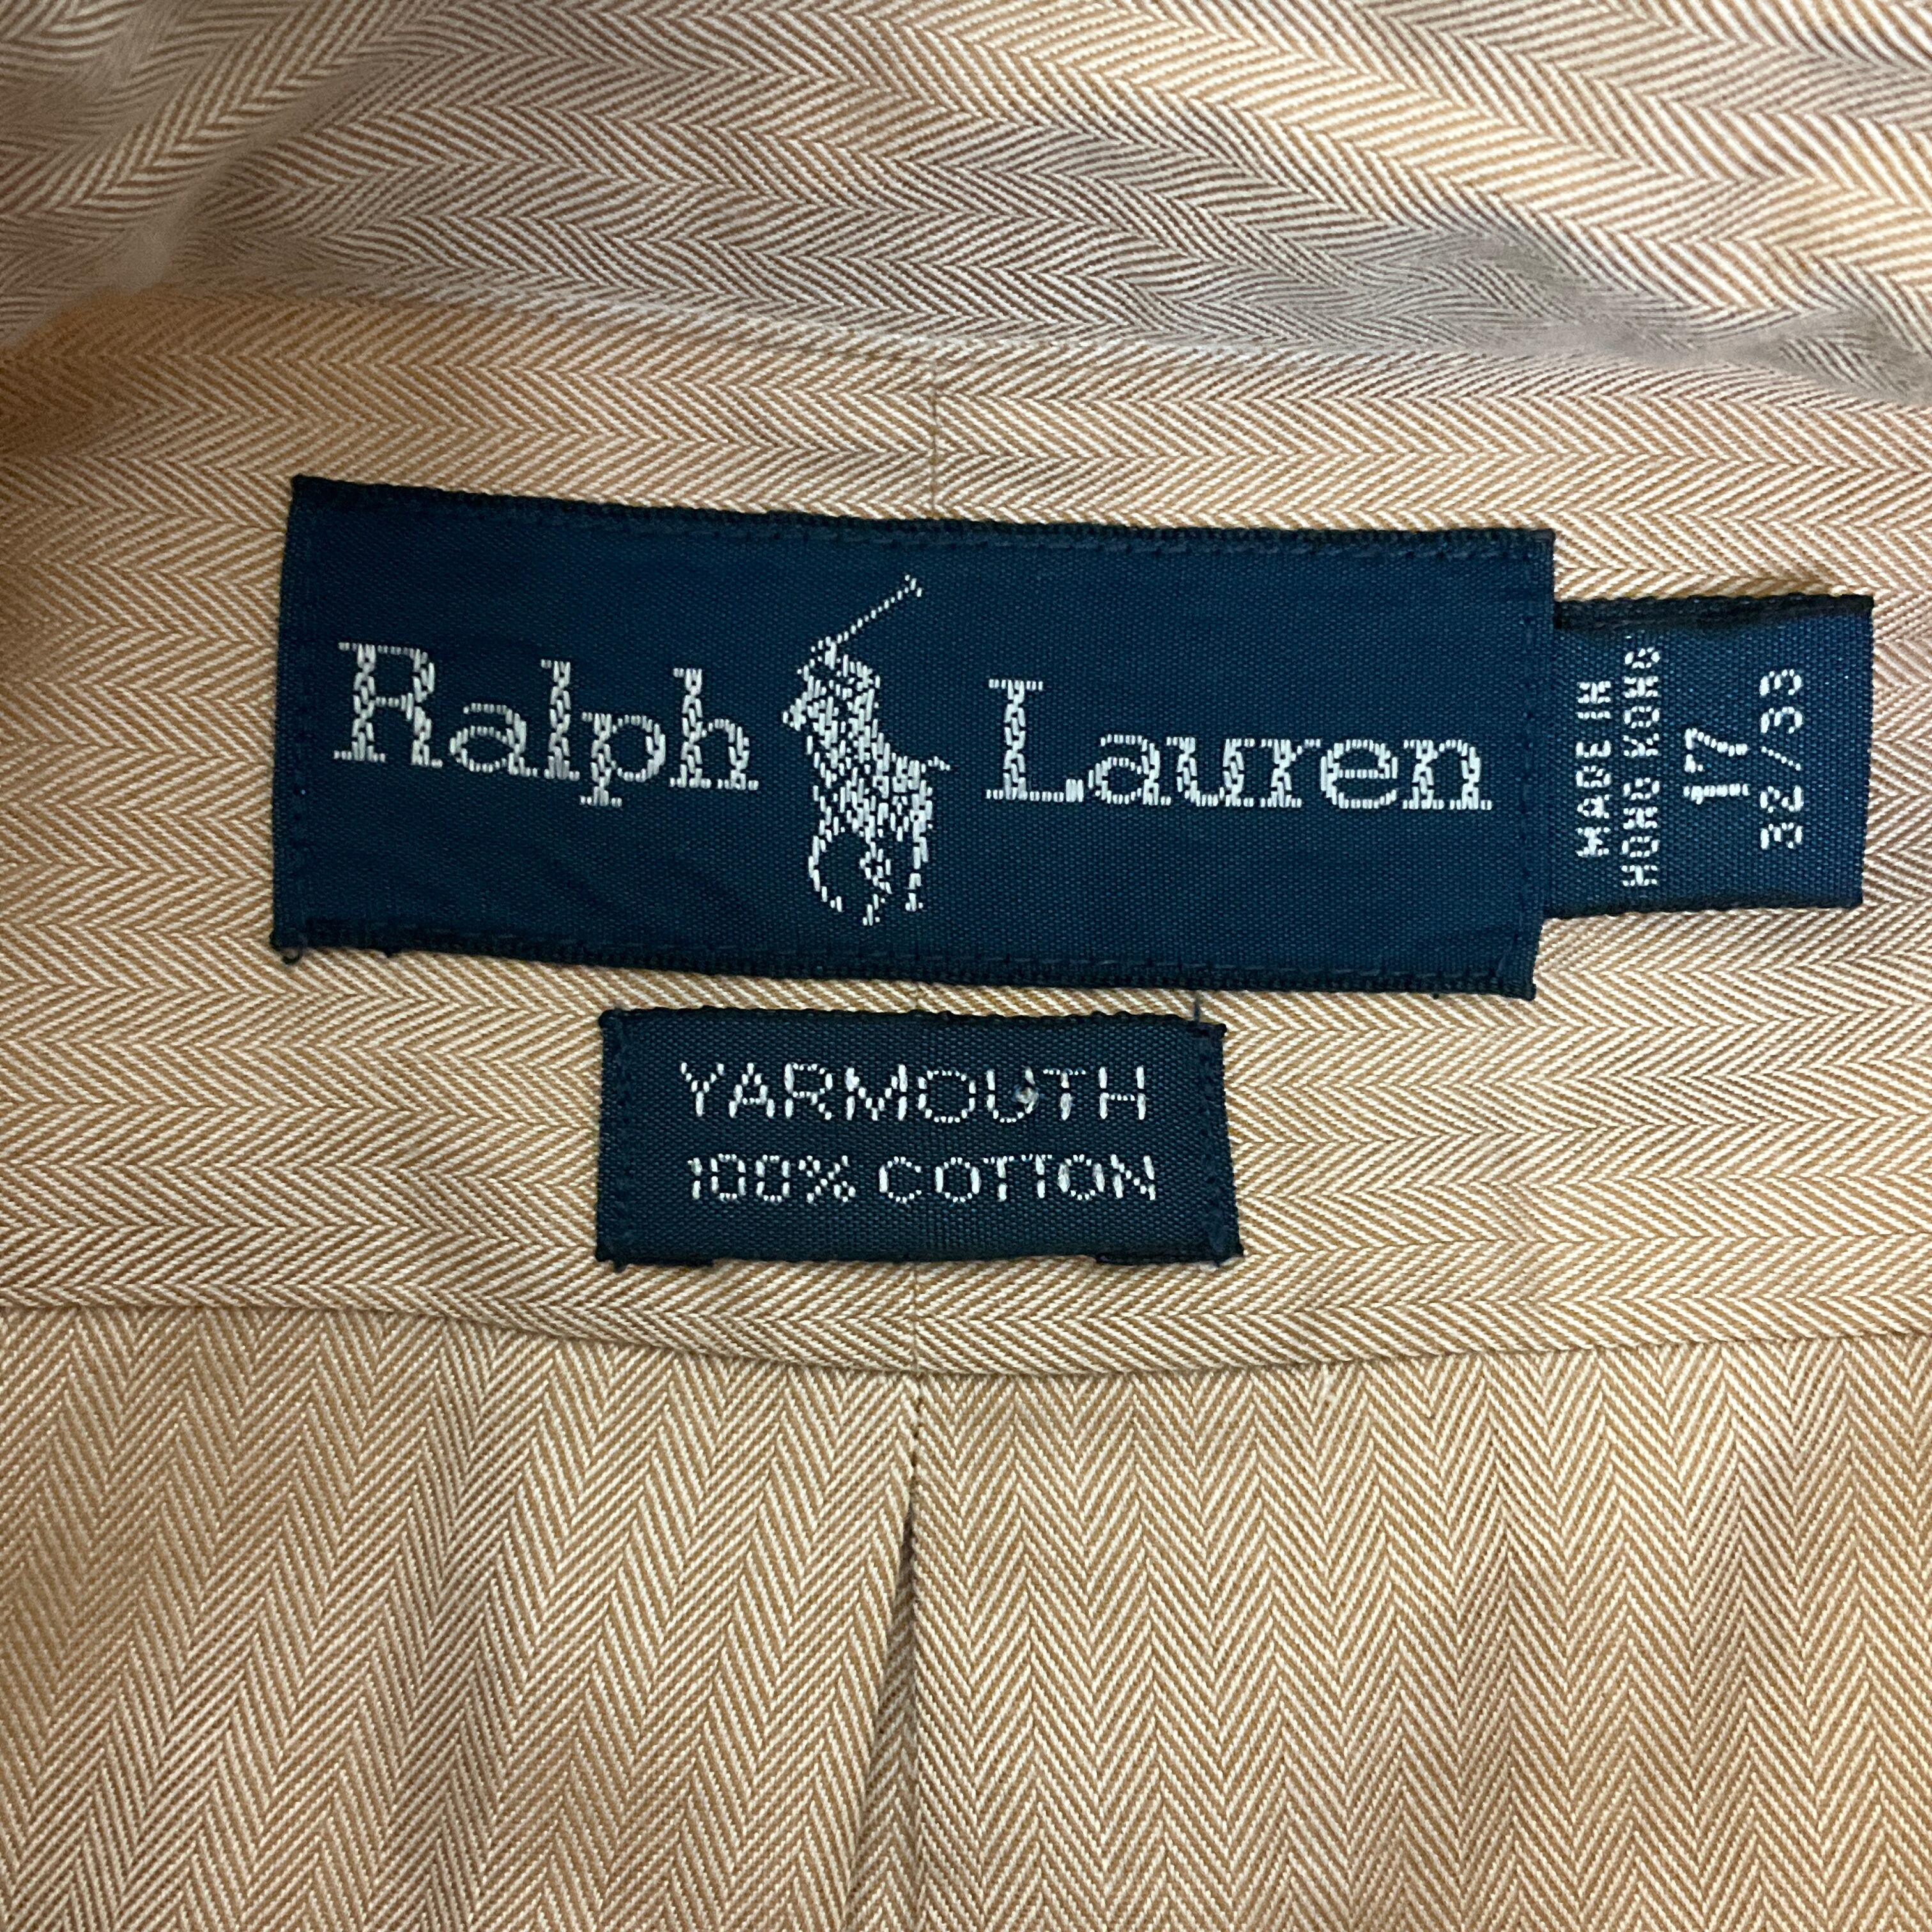 Ralph Lauren
MADE IN
HONG KONG
17
32/33
YARMOUTH
100% COTTON